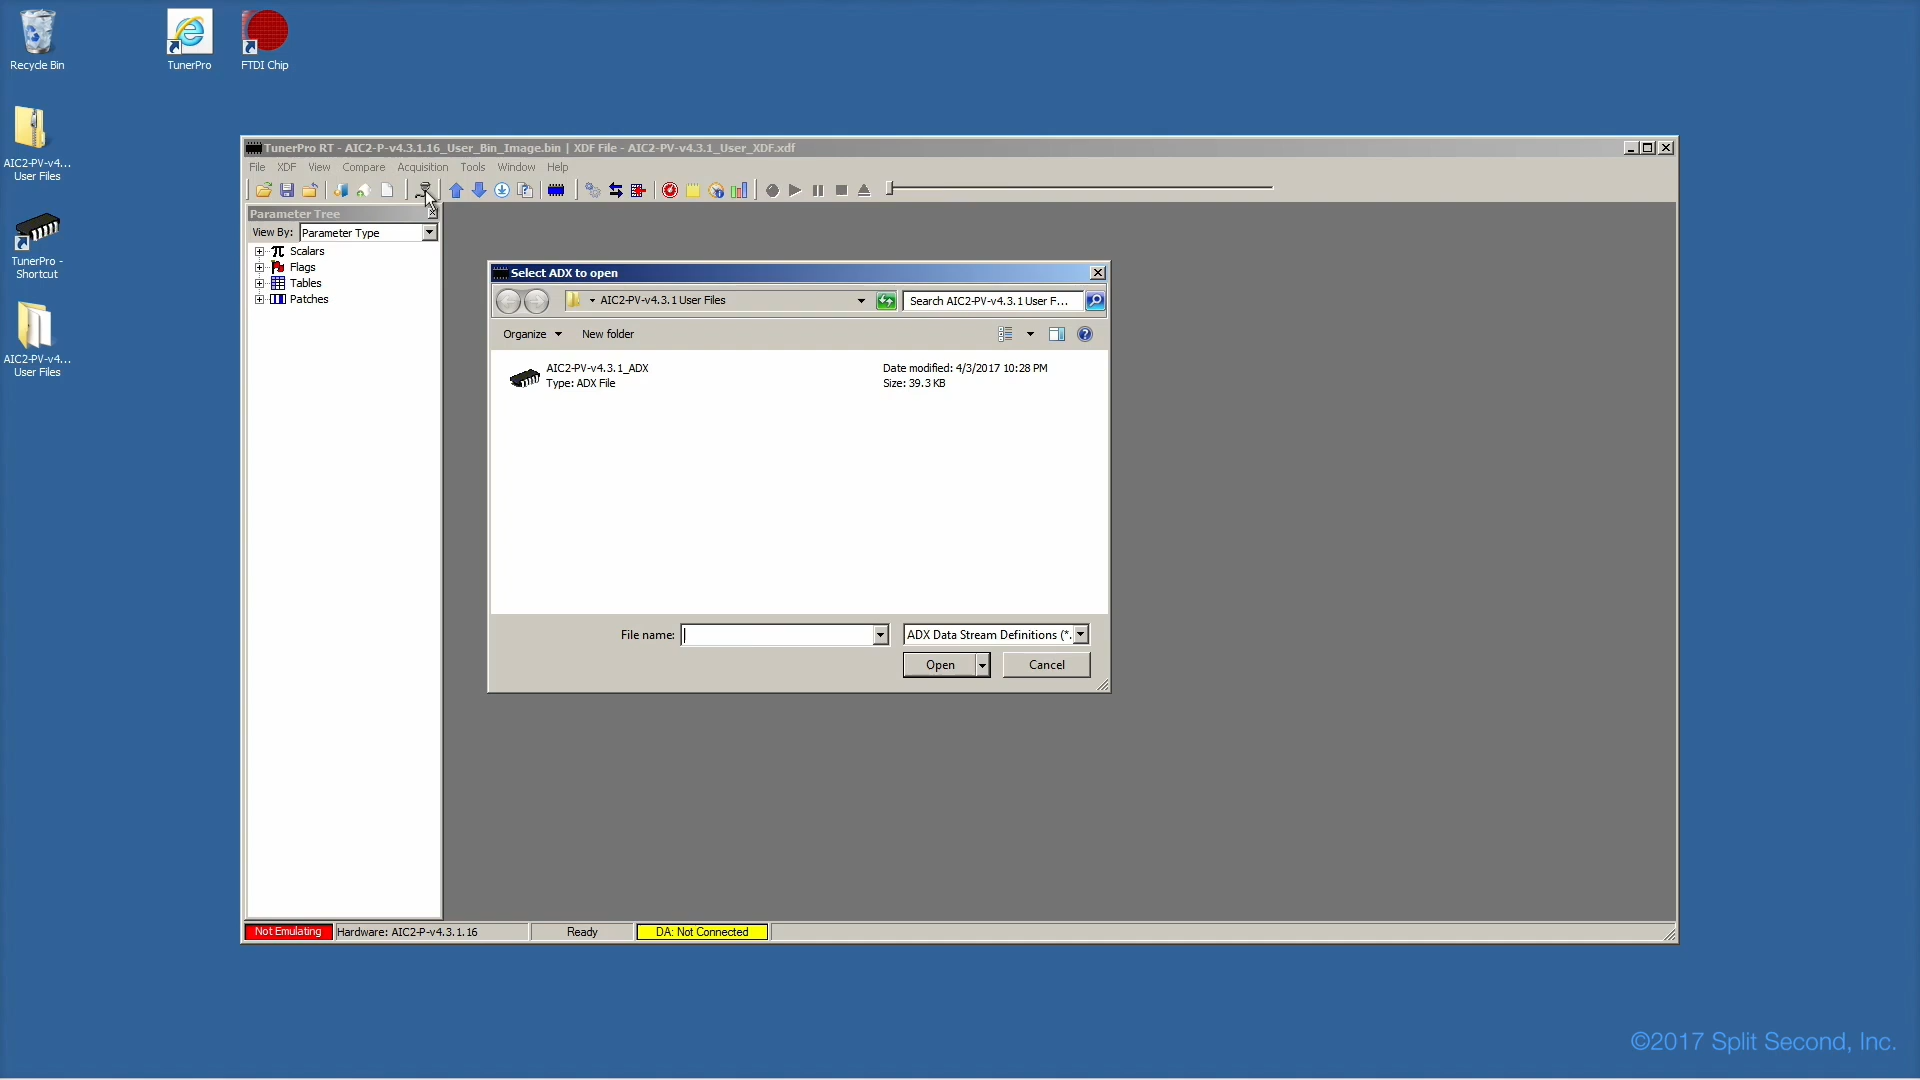 Recycle Bin
TunerPro
FTDI Chip
AIC2-PV-v4...
User Files
TunerPro -
Shortcut
AIC2-PV-v4...
User Files
TunerPro RT - AIC2-P-v4.3.1.16_User_Bin_Image.bin | XDF File - AIC2-PV-v4.3.1_User_XDF.xdf
File XDF View Compare Acquisition Tools Window Help
Parameter Tree
View By: Parameter Type
Scalars
Flags
Tables
Patches
Select ADX to open
AIC2-PV-v4.3.1 User Files
Search AIC2-PV-v4.3.1 User F...
Organize New folder
AIC2-PV-v4.3.1_ADX
Type: ADX File
Date modified: 4/3/2017 10:28 PM
Size: 39.3 KB
File name:
ADX Data Stream Definitions (*.
Open Cancel
Not Emulating Hardware: AIC2-P-v4.3.1.16 Ready DA: Not Connected
©2017 Split Second, Inc.